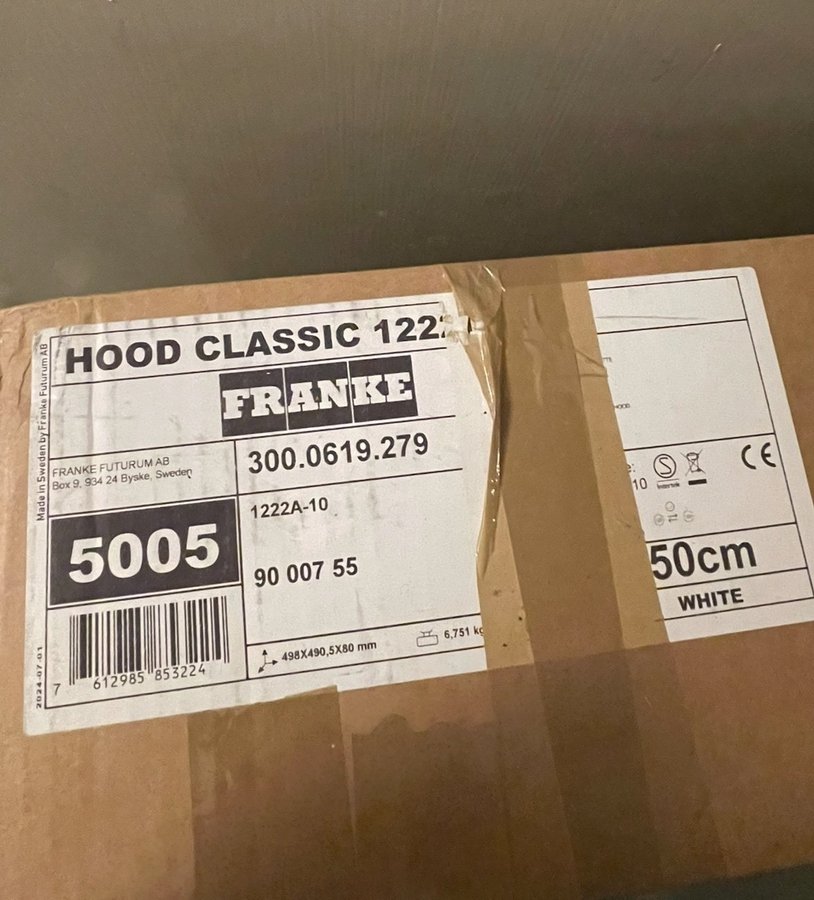 HOOD CLASSIC 122
FRANKE
Made in Sweden by Franke Futurum AB
FRANKE FUTURUM AB
Box 9, 934 24 Byske, Sweden
300.0619.279
1222A-10
5005
90 007 55
10
Intertek
CE
50cm
WHITE
498X490,5X80 mm
6,751 kg
7 612985 853224
2024-07-01